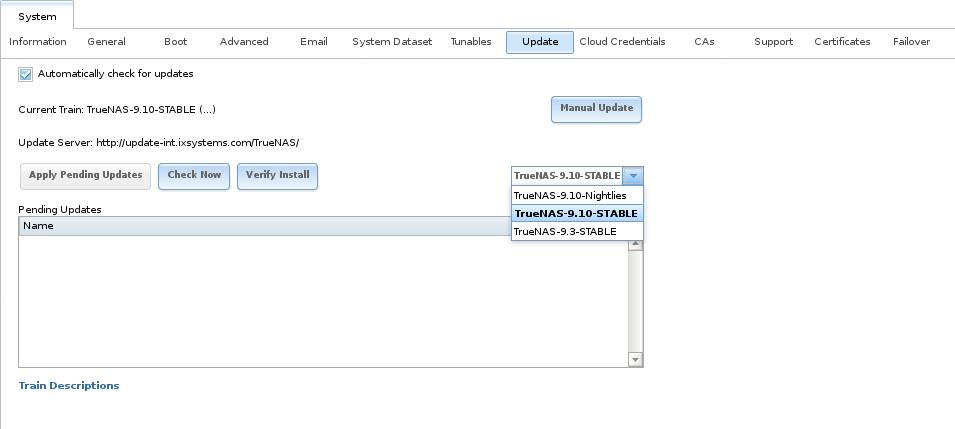 System
Information General Boot Advanced Email System Dataset Tunables Update Cloud Credentials CAs Support Certificates Failover
Automatically check for updates
Current Train: TrueNAS-9.10-STABLE (...)
Manual Update
Update Server: http://update-int.ixsystems.com/TrueNAS/
Apply Pending Updates Check Now Verify Install TrueNAS-9.10-STABLE
TrueNAS-9.10-Nightlies
TrueNAS-9.10-STABLE
TrueNAS-9.3-STABLE
Pending Updates
Name
Train Descriptions